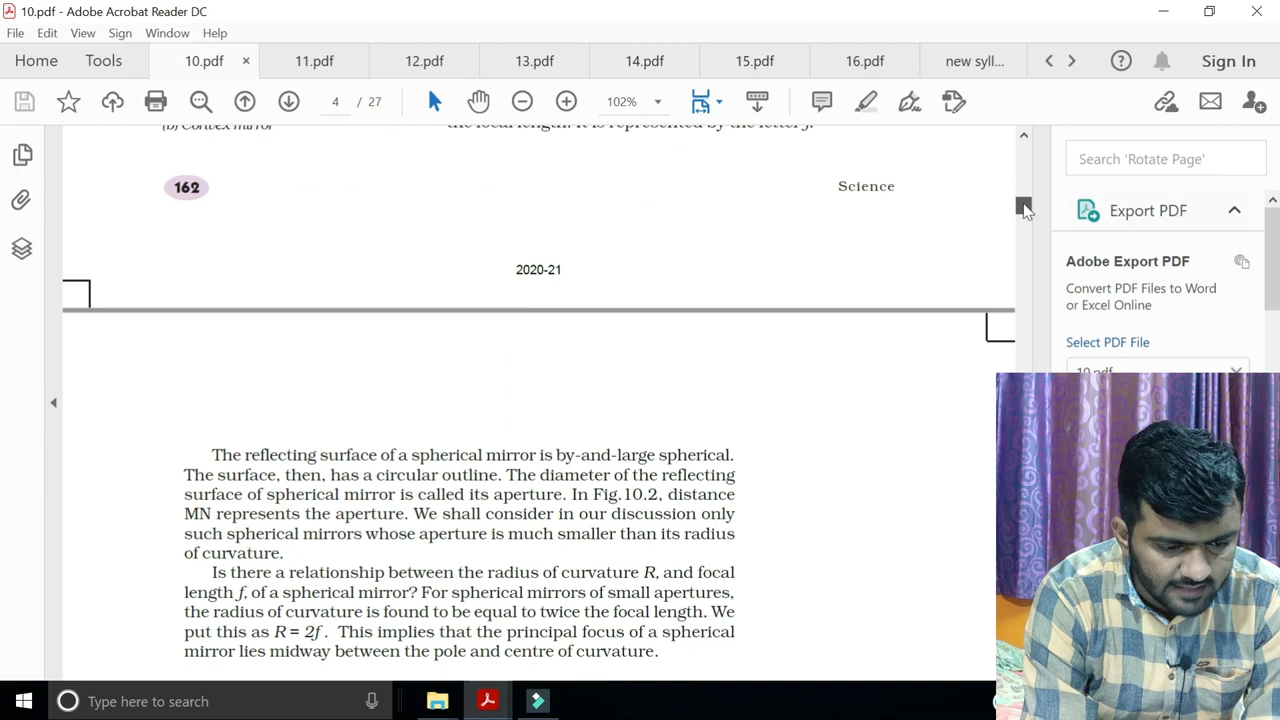 10.pdf - Adobe Acrobat Reader DC
File Edit View Sign Window Help
Home Tools 10.pdf × 11.pdf 12.pdf 13.pdf 14.pdf 15.pdf 16.pdf new syll... Sign In
4 / 27 102%
(b) Convex mirror
the focal length. It is represented by the letter f.
162
Science
2020-21
The reflecting surface of a spherical mirror is by-and-large spherical.
The surface, then, has a circular outline. The diameter of the reflecting
surface of spherical mirror is called its aperture. In Fig.10.2, distance
MN represents the aperture. We shall consider in our discussion only
such spherical mirrors whose aperture is much smaller than its radius
of curvature.
Is there a relationship between the radius of curvature R, and focal
length f, of a spherical mirror? For spherical mirrors of small apertures,
the radius of curvature is found to be equal to twice the focal length. We
put this as R = 2f . This implies that the principal focus of a spherical
mirror lies midway between the pole and centre of curvature.
Search 'Rotate Page'
Export PDF
Adobe Export PDF
Convert PDF Files to Word
or Excel Online
Select PDF File
10.pdf
Type here to search